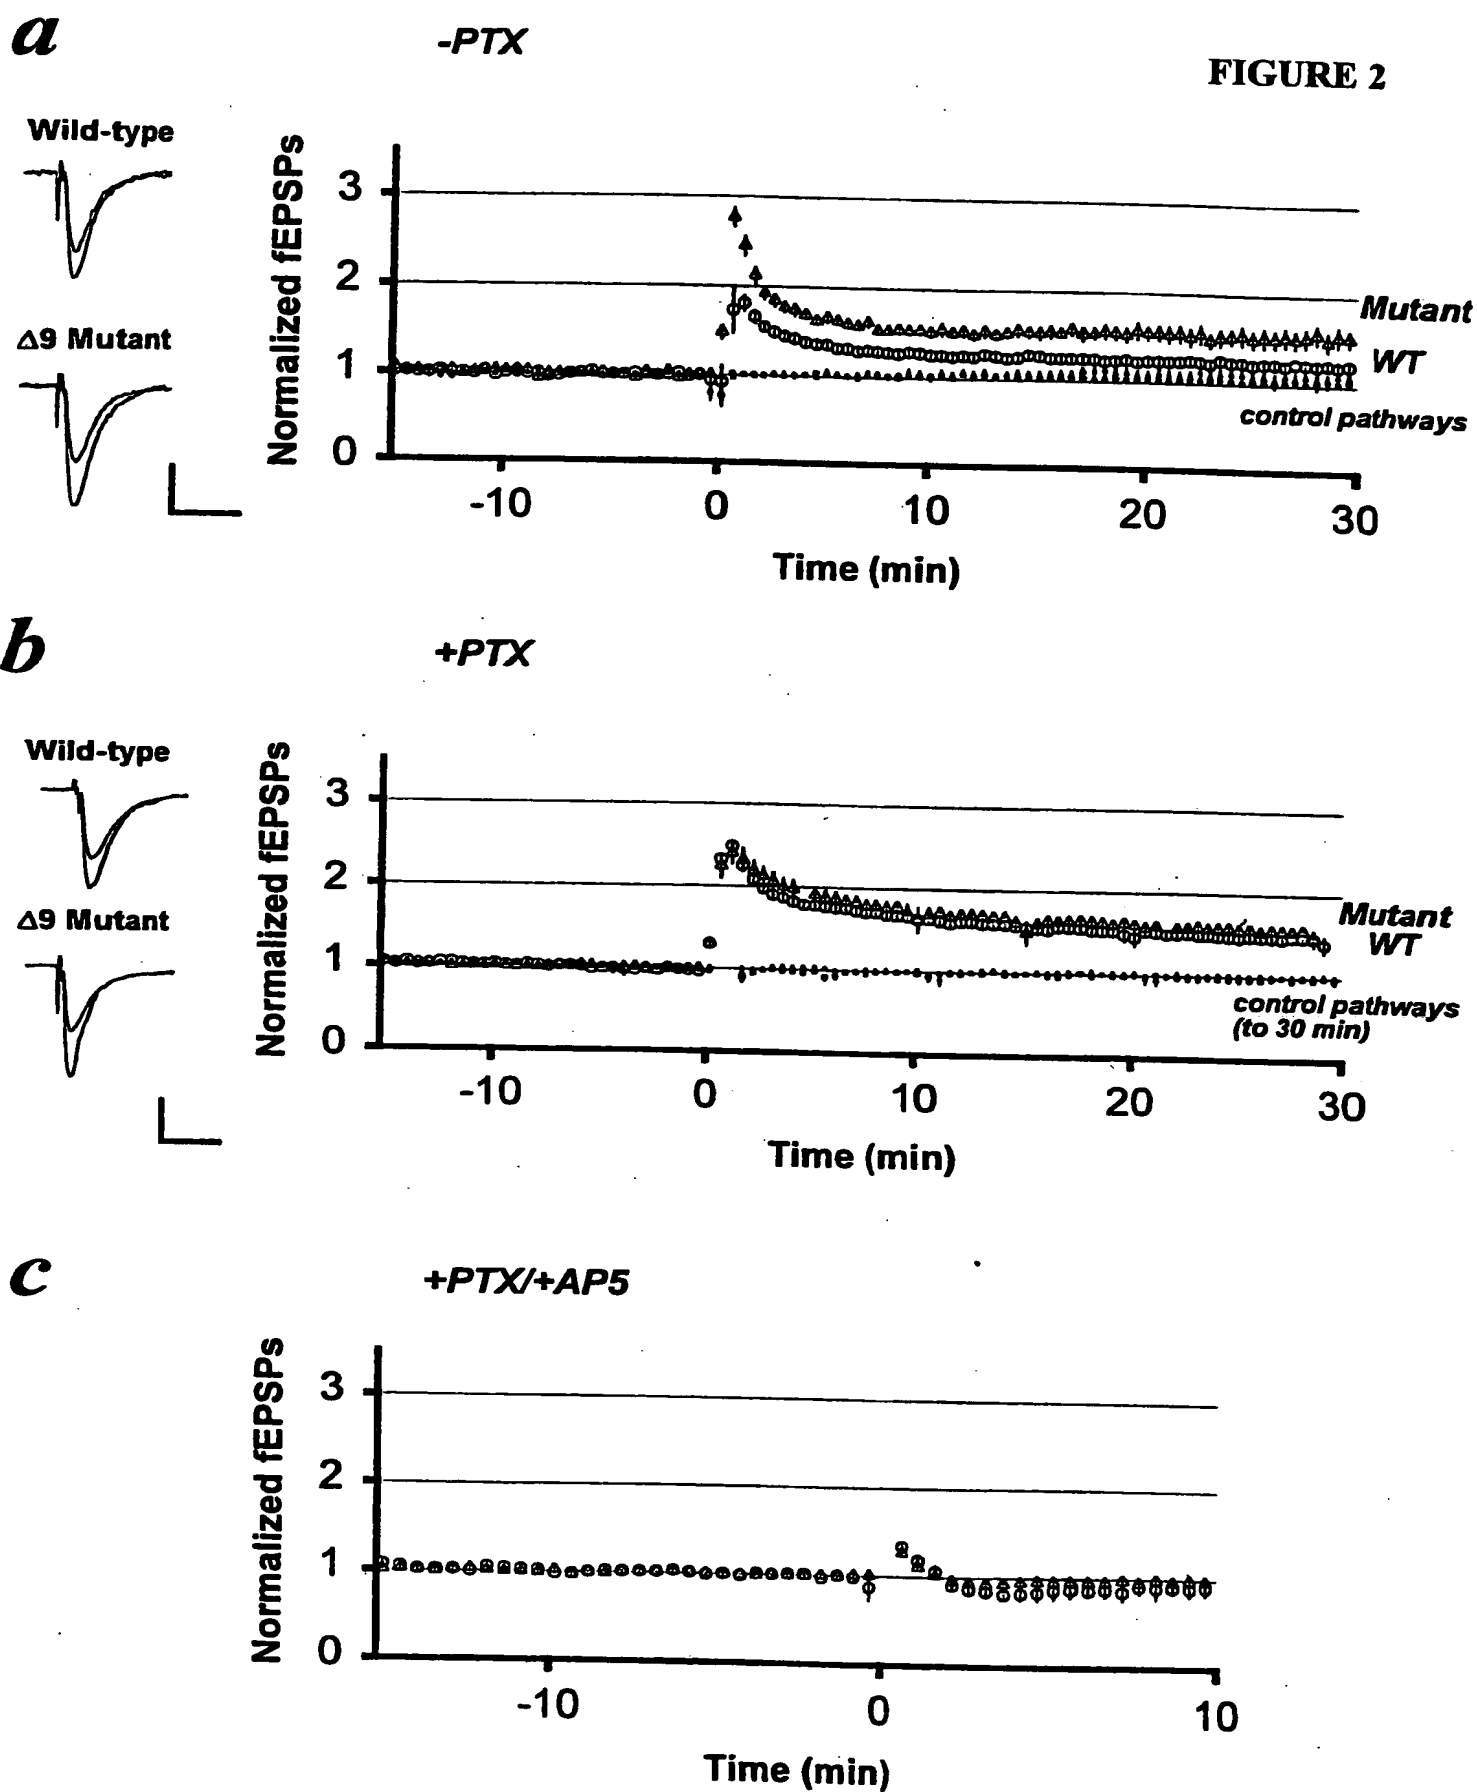 a
-PTX
FIGURE 2
Wild-type
Δ9 Mutant
Normalized fEPSPs
3
2
1
0
Mutant
WT
control pathways
-10
0
10
20
30
Time (min)
b
+PTX
Wild-type
Δ9 Mutant
Normalized fEPSPs
3
2
1
0
Mutant
WT
control pathways
(to 30 min)
-10
0
10
20
30
Time (min)
c
+PTX/+AP5
Normalized fEPSPs
3
2
1
0
-10
0
10
Time (min)